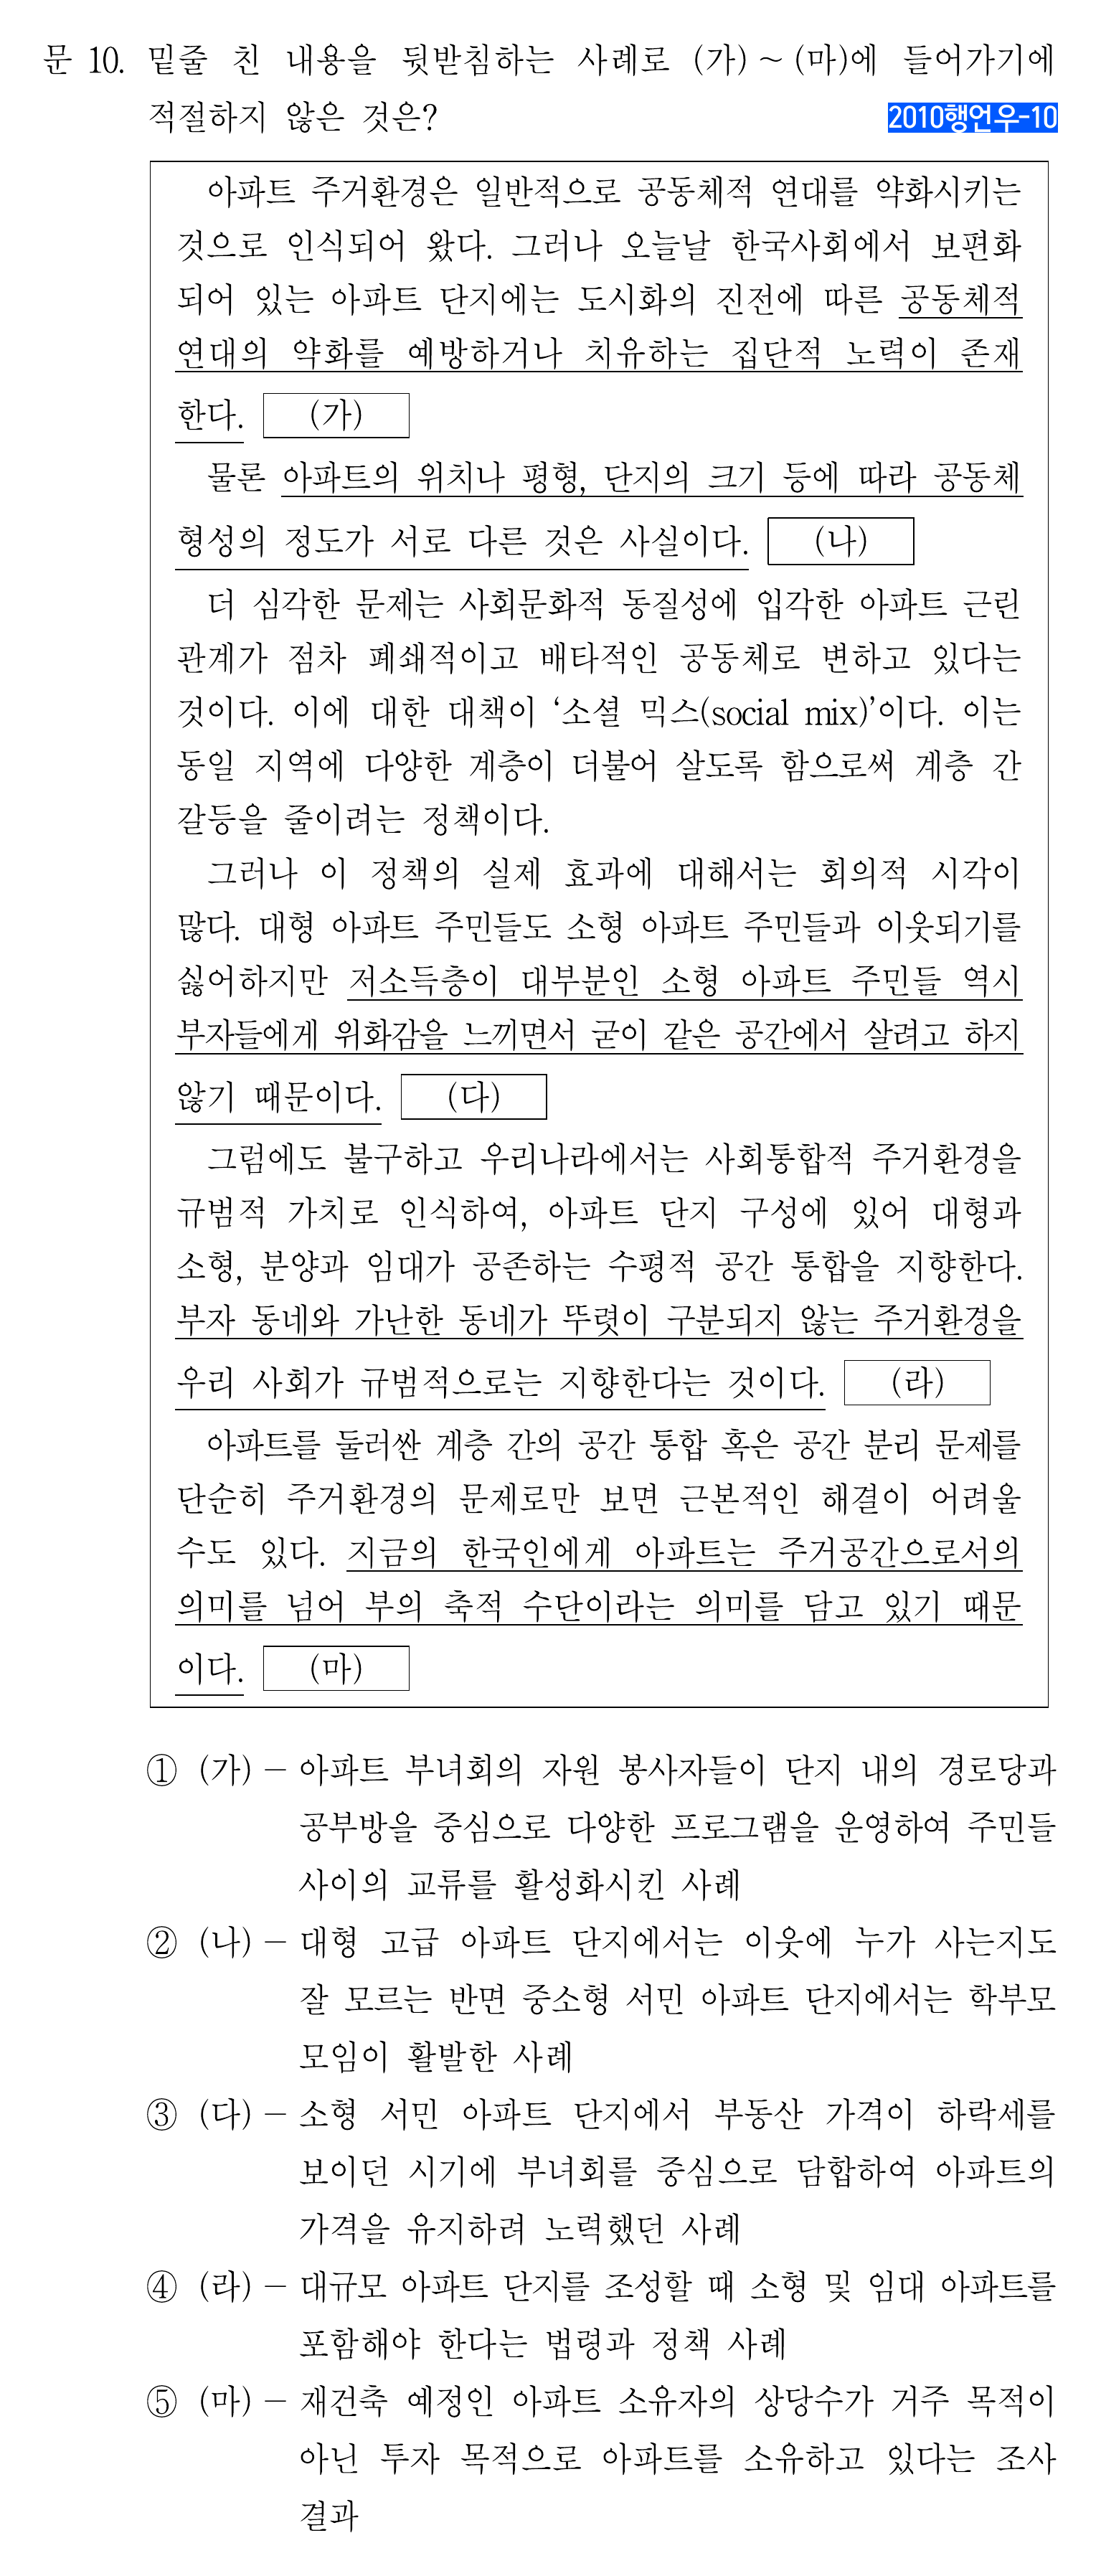 문 10. 밑줄 친 내용을 뒷받침하는 사례로 (가) ~ (마)에 들어가기에
적절하지 않은 것은?
2010행언우-10
아파트 주거환경은 일반적으로 공동체적 연대를 약화시키는
것으로 인식되어 왔다. 그러나 오늘날 한국사회에서 보편화
되어 있는 아파트 단지에는 도시화의 진전에 따른 공동체적
연대의 약화를 예방하거나 치유하는 집단적 노력이 존재
한다. (가)
물론 아파트의 위치나 평형, 단지의 크기 등에 따라 공동체
형성의 정도가 서로 다른 것은 사실이다. (나)
더 심각한 문제는 사회문화적 동질성에 입각한 아파트 근린
관계가 점차 폐쇄적이고 배타적인 공동체로 변하고 있다는
것이다. 이에 대한 대책이 ‘소셜 믹스(social mix)’이다. 이는
동일 지역에 다양한 계층이 더불어 살도록 함으로써 계층 간
갈등을 줄이려는 정책이다.
그러나 이 정책의 실제 효과에 대해서는 회의적 시각이
많다. 대형 아파트 주민들도 소형 아파트 주민들과 이웃되기를
싫어하지만 저소득층이 대부분인 소형 아파트 주민들 역시
부자들에게 위화감을 느끼면서 굳이 같은 공간에서 살려고 하지
않기 때문이다. (다)
그럼에도 불구하고 우리나라에서는 사회통합적 주거환경을
규범적 가치로 인식하여, 아파트 단지 구성에 있어 대형과
소형, 분양과 임대가 공존하는 수평적 공간 통합을 지향한다.
부자 동네와 가난한 동네가 뚜렷이 구분되지 않는 주거환경을
우리 사회가 규범적으로는 지향한다는 것이다. (라)
아파트를 둘러싼 계층 간의 공간 통합 혹은 공간 분리 문제를
단순히 주거환경의 문제로만 보면 근본적인 해결이 어려울
수도 있다. 지금의 한국인에게 아파트는 주거공간으로서의
의미를 넘어 부의 축적 수단이라는 의미를 담고 있기 때문
이다. (마)
① (가) － 아파트 부녀회의 자원 봉사자들이 단지 내의 경로당과
공부방을 중심으로 다양한 프로그램을 운영하여 주민들
사이의 교류를 활성화시킨 사례
② (나) － 대형 고급 아파트 단지에서는 이웃에 누가 사는지도
잘 모르는 반면 중소형 서민 아파트 단지에서는 학부모
모임이 활발한 사례
③ (다) － 소형 서민 아파트 단지에서 부동산 가격이 하락세를
보이던 시기에 부녀회를 중심으로 담합하여 아파트의
가격을 유지하려 노력했던 사례
④ (라) － 대규모 아파트 단지를 조성할 때 소형 및 임대 아파트를
포함해야 한다는 법령과 정책 사례
⑤ (마) － 재건축 예정인 아파트 소유자의 상당수가 거주 목적이
아닌 투자 목적으로 아파트를 소유하고 있다는 조사
결과